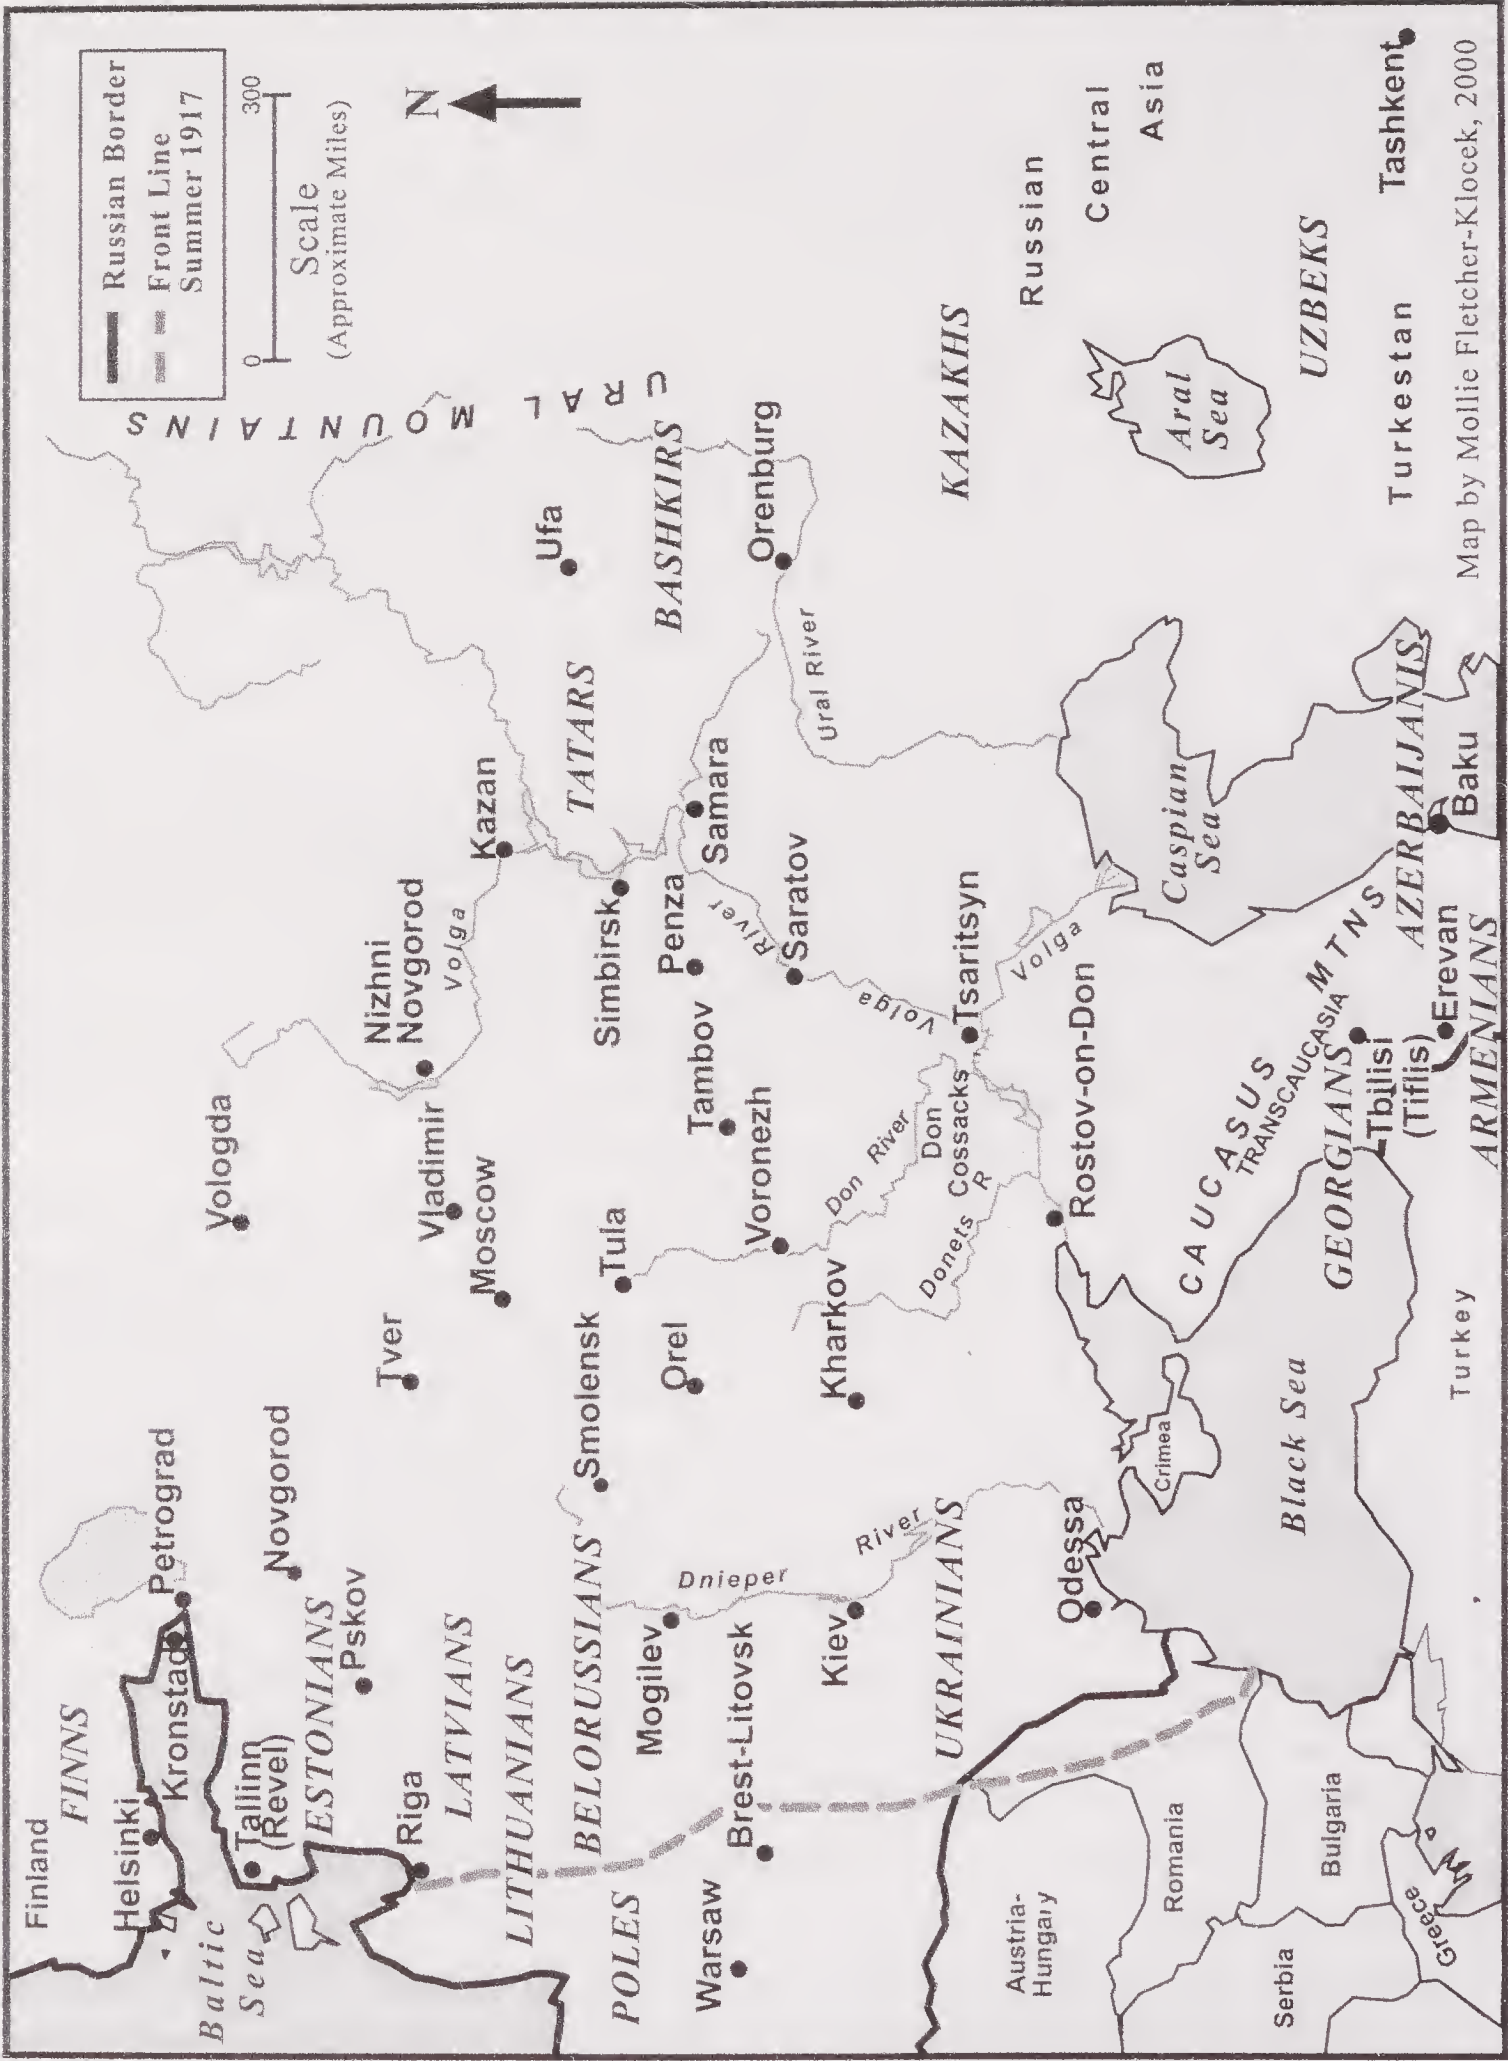 Russian Border
Front Line
Summer 1917
0 300
Scale
(Approximate Miles)
N
Finland
FINNS
Helsinki
Kronstadt
Petrograd
Baltic
Sea
Tallinn
(Revel)
ESTONIANS
Novgorod
Pskov
Vologda
Riga
LATVIANS
LITHUANIANS
Tver
Vladimir
Moscow
Nizhni
Novgorod
Volga
Kazan
URAL MOUNTAINS
Ufa
TATARS
BASHKIRS
BELORUSSIANS
Smolensk
Tula
Simbirsk
POLES
Mogilev
Orel
Penza
Samara
Warsaw
Brest-Litovsk
Dnieper
River
Tambov
Voronezh
River
Saratov
Orenburg
Ural River
Kiev
Kharkov
Don River
Volga
UKRAINIANS
Donets R
Don
Cossacks
Tsaritsyn
Volga
KAZAKHS
Russian
Central
Asia
Odessa
Rostov-on-Don
Austria-
Hungary
Romania
Crimea
CAUCASUS MTNS
TRANSCAUCASIA
Caspian
Sea
Aral
Sea
Serbia
Bulgaria
Black Sea
GEORGIANS
UZBEKS
Greece
Turkey
Tbilisi
(Tiflis)
Erevan
ARMENIANS
AZERBAIJANIS
Baku
Turkestan
Tashkent
Map by Mollie Fletcher-Klocek, 2000